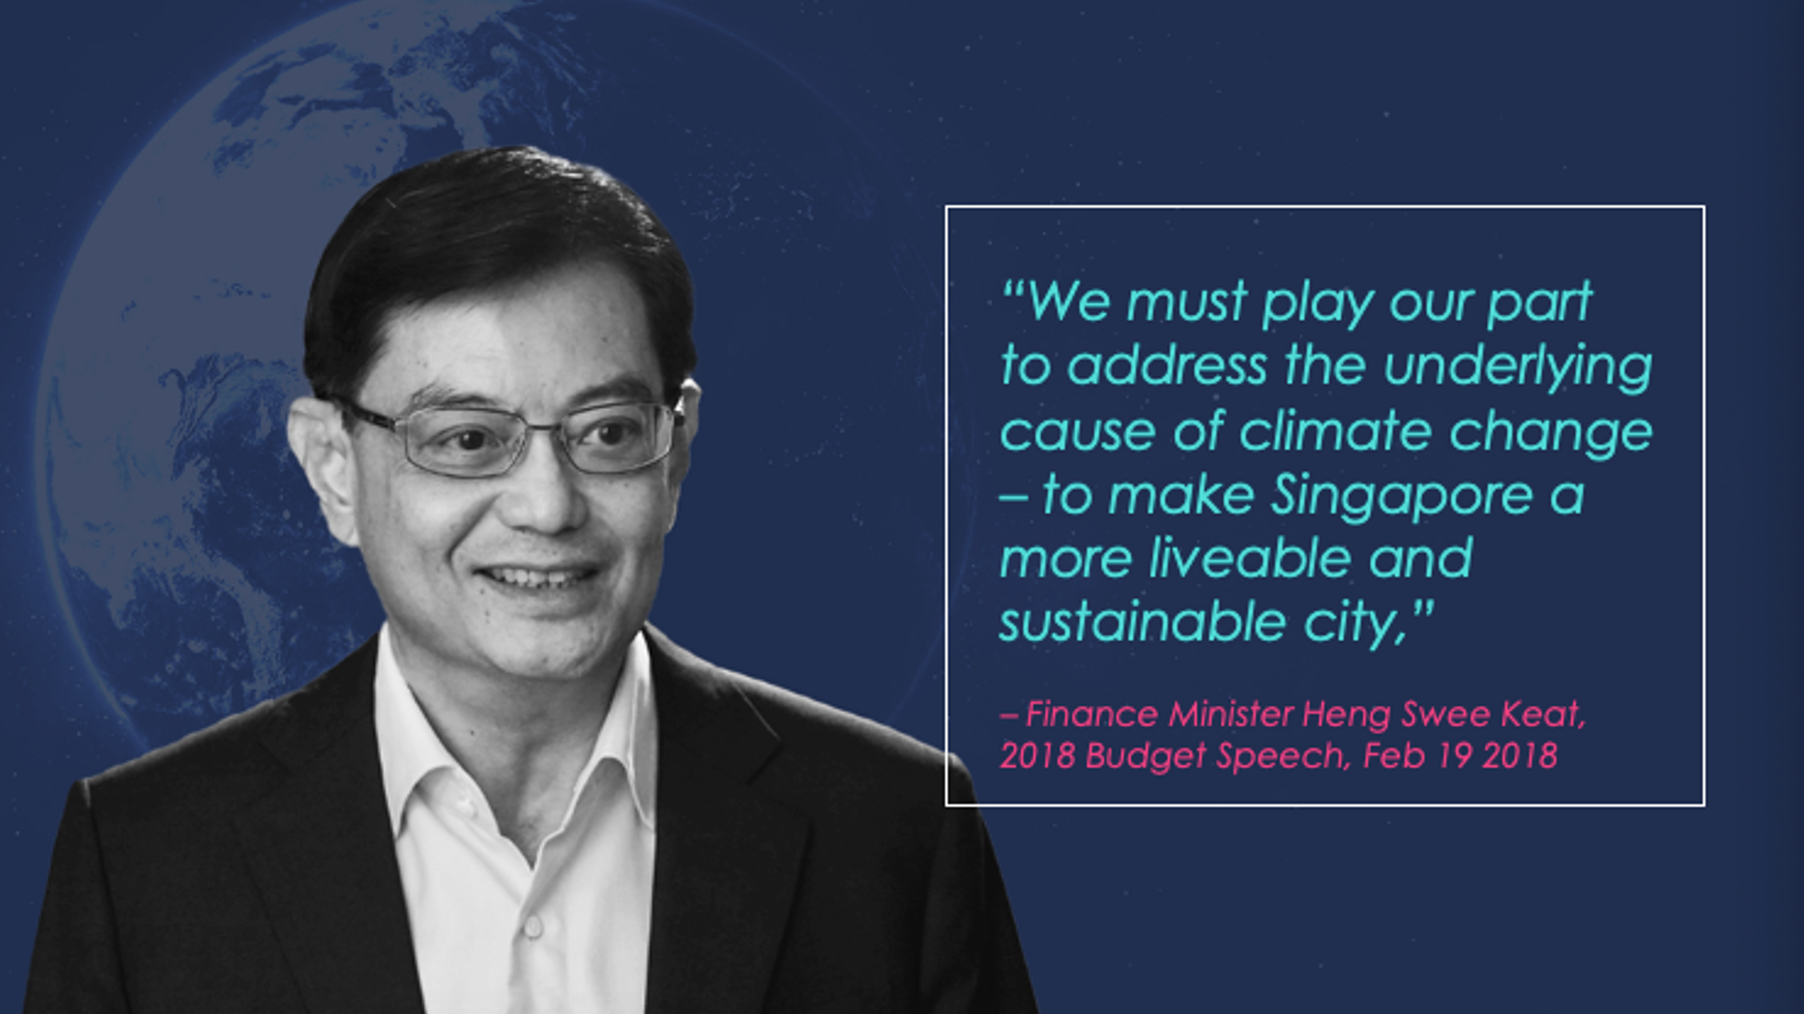 “We must play our part
to address the underlying
cause of climate change
– to make Singapore a
more liveable and
sustainable city,”
– Finance Minister Heng Swee Keat,
2018 Budget Speech, Feb 19 2018